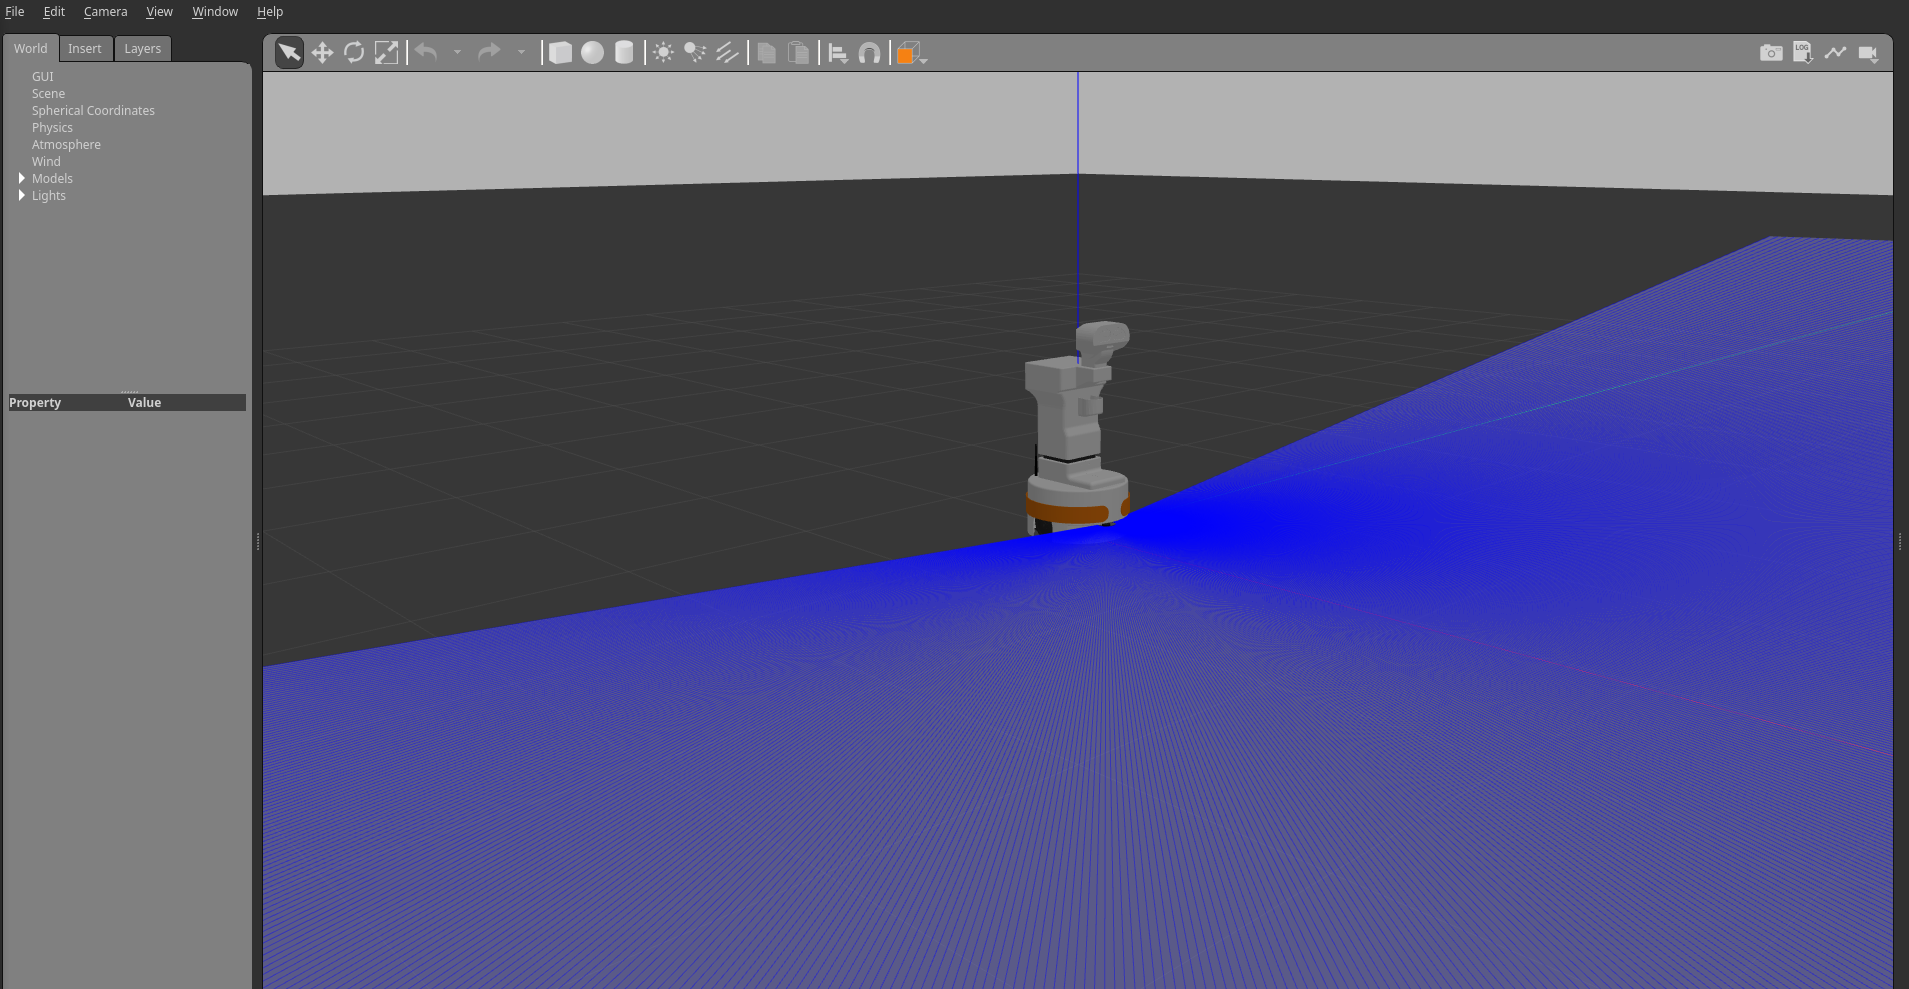 File Edit Camera View Window Help
World Insert Layers
GUI
Scene
Spherical Coordinates
Physics
Atmosphere
Wind
Models
Lights
Property Value
LOG